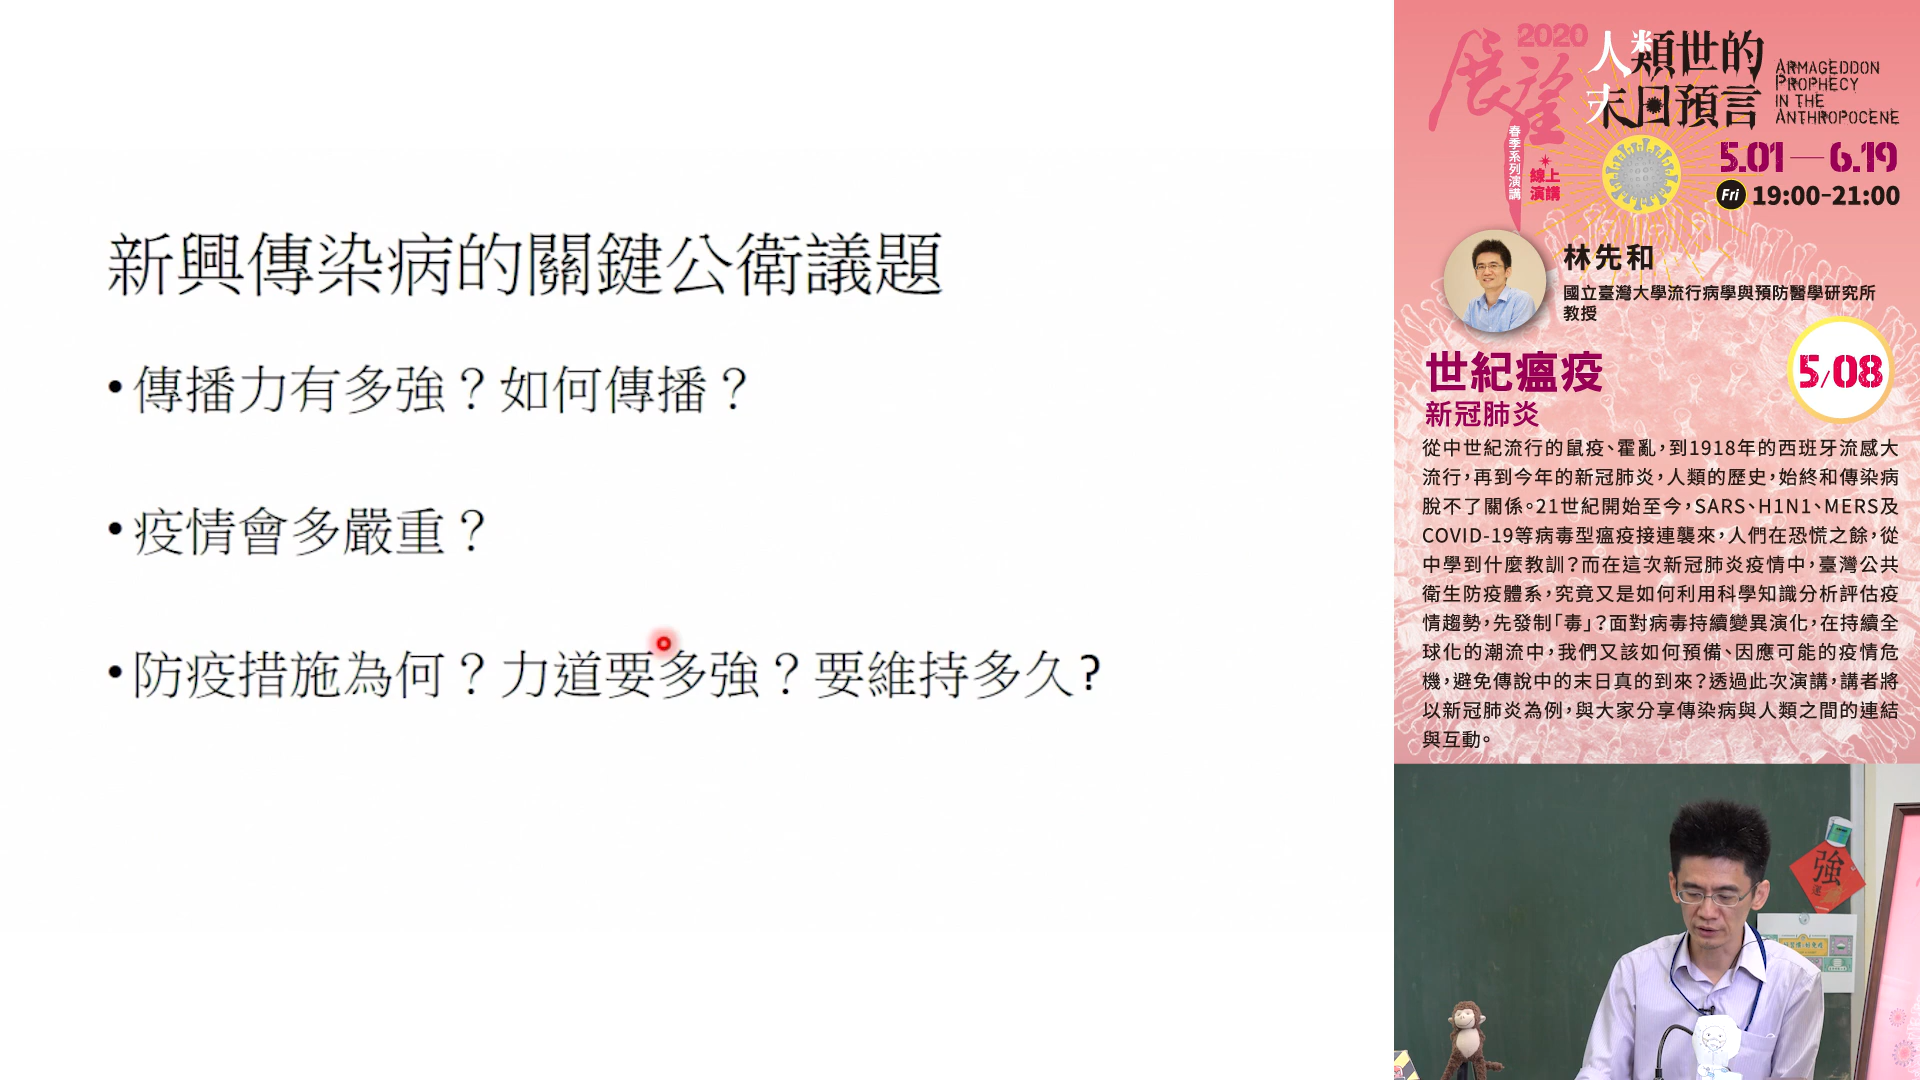 新興傳染病的關鍵公衛議題
•傳播力有多強？如何傳播？
•疫情會多嚴重？
•防疫措施為何？力道要多強？要維持多久?
2020
展望
春季系列演講
線上
演講
人類世的
末日預言
ARMAGEDDON
PROPHECY
IN THE
ANTHROPOCENE
5.01—6.19
Fri 19:00-21:00
林先和
國立臺灣大學流行病學與預防醫學研究所
教授
5/08
世紀瘟疫
新冠肺炎
從中世紀流行的鼠疫、霍亂，到1918年的西班牙流感大
流行，再到今年的新冠肺炎，人類的歷史，始終和傳染病
脫不了關係。21世紀開始至今，SARS、H1N1、MERS及
COVID-19等病毒型瘟疫接連襲來，人們在恐慌之餘，從
中學到什麼教訓？而在這次新冠肺炎疫情中，臺灣公共
衛生防疫體系，究竟又是如何利用科學知識分析評估疫
情趨勢，先發制「毒」？面對病毒持續變異演化，在持續全
球化的潮流中，我們又該如何預備、因應可能的疫情危
機，避免傳說中的末日真的到來？透過此次演講，講者將
以新冠肺炎為例，與大家分享傳染病與人類之間的連結
與互動。
強
運